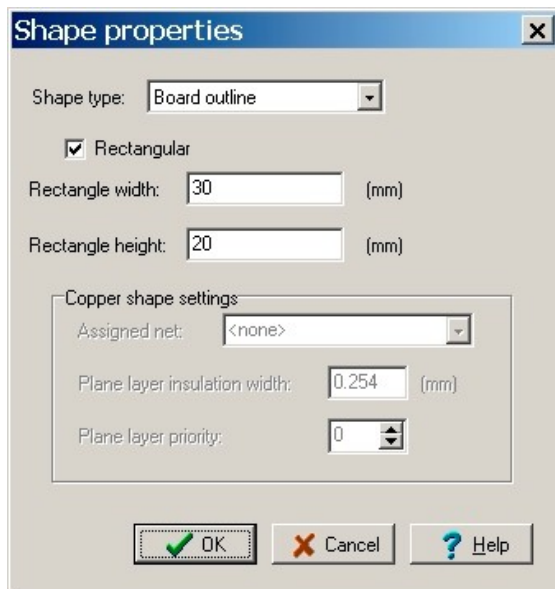 Shape properties
Shape type: Board outline
Rectangular
Rectangle width: 30 (mm)
Rectangle height: 20 (mm)
Copper shape settings
Assigned net: <none>
Plane layer insulation width: 0.254 (mm)
Plane layer priority: 0
OK Cancel Help